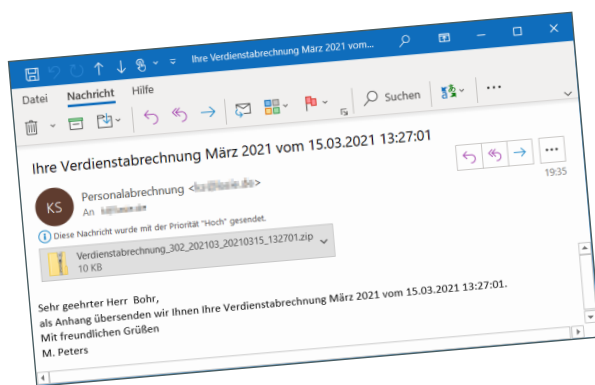 Ihre Verdienstabrechnung März 2021 vom...
Datei Nachricht Hilfe
Suchen
Ihre Verdienstabrechnung März 2021 vom 15.03.2021 13:27:01
KS
Personalabrechnung
An
19:35
Diese Nachricht wurde mit der Priorität "Hoch" gesendet.
Verdienstabrechnung_302_202103_20210315_132701.zip
10 KB
Sehr geehrter Herr Bohr,
als Anhang übersenden wir Ihnen Ihre Verdienstabrechnung März 2021 vom 15.03.2021 13:27:01.
Mit freundlichen Grüßen
M. Peters